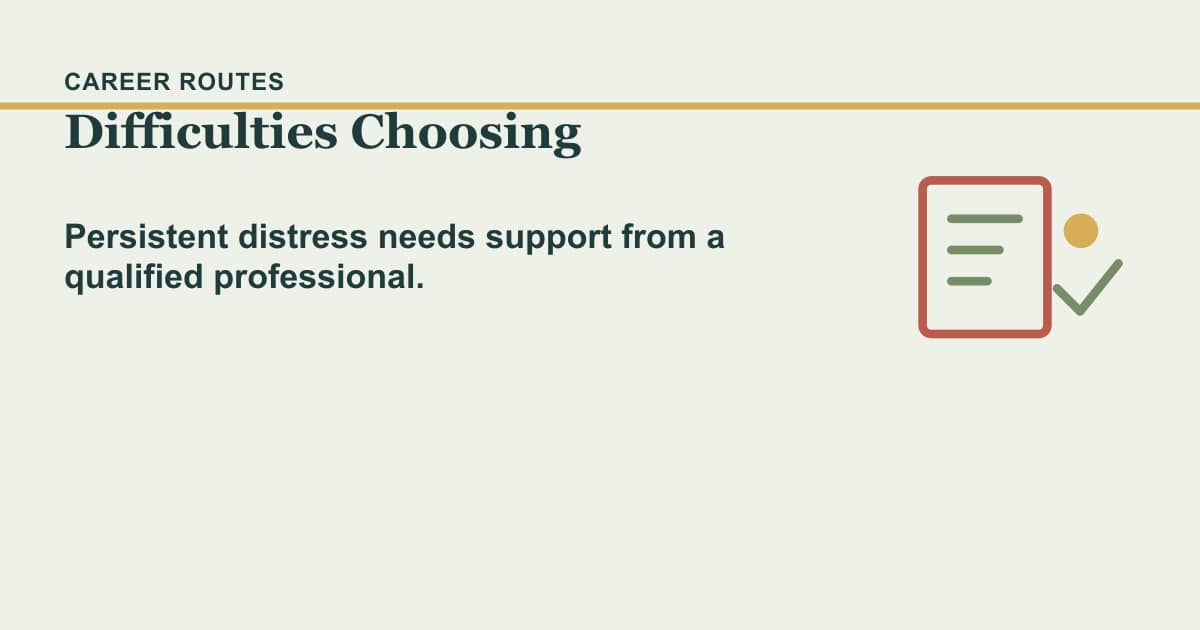 CAREER ROUTES
Difficulties Choosing
Persistent distress needs support from a
qualified professional.